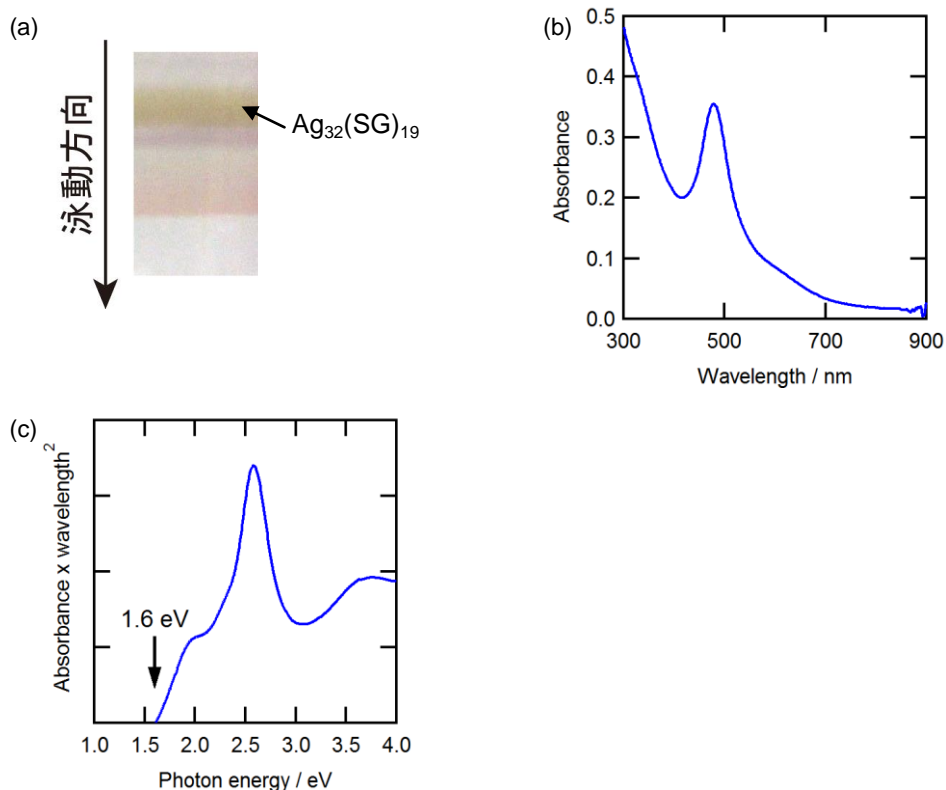 (a)
泳動方向
Ag32(SG)19
(b)
Absorbance
0.5
0.4
0.3
0.2
0.1
0.0
300
500
700
900
Wavelength / nm
(c)
Absorbance x wavelength2
1.6 eV
1.0
1.5
2.0
2.5
3.0
3.5
4.0
Photon energy / eV